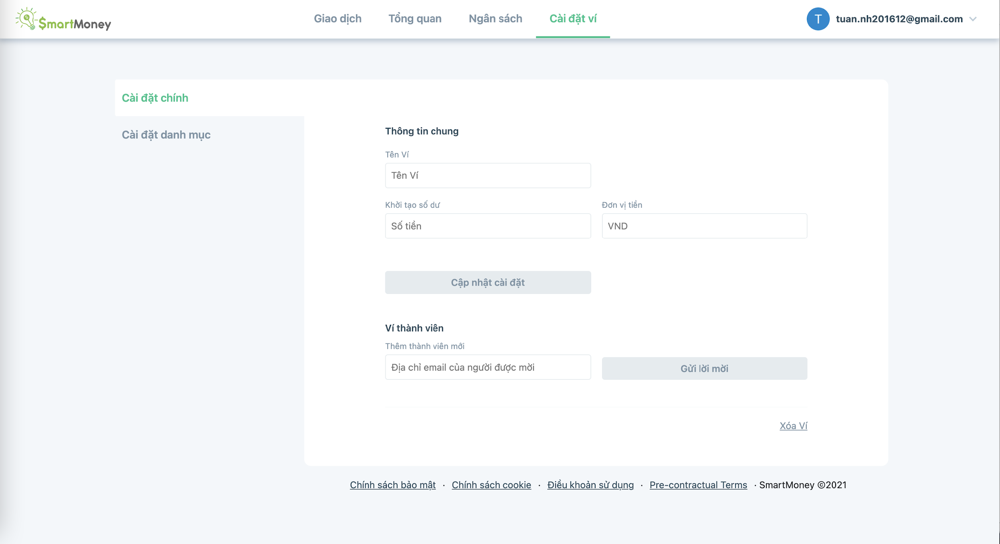 $martMoney
Giao dịch Tổng quan Ngân sách Cài đặt ví
T tuan.nh201612@gmail.com
Cài đặt chính
Cài đặt danh mục
Thông tin chung
Tên Ví
Tên Ví
Khởi tạo số dư Đơn vị tiền
Số tiền VND
Cập nhật cài đặt
Ví thành viên
Thêm thành viên mới
Địa chỉ email của người được mời Gửi lời mời
Xóa Ví
Chính sách bảo mật · Chính sách cookie · Điều khoản sử dụng · Pre-contractual Terms · SmartMoney ©2021